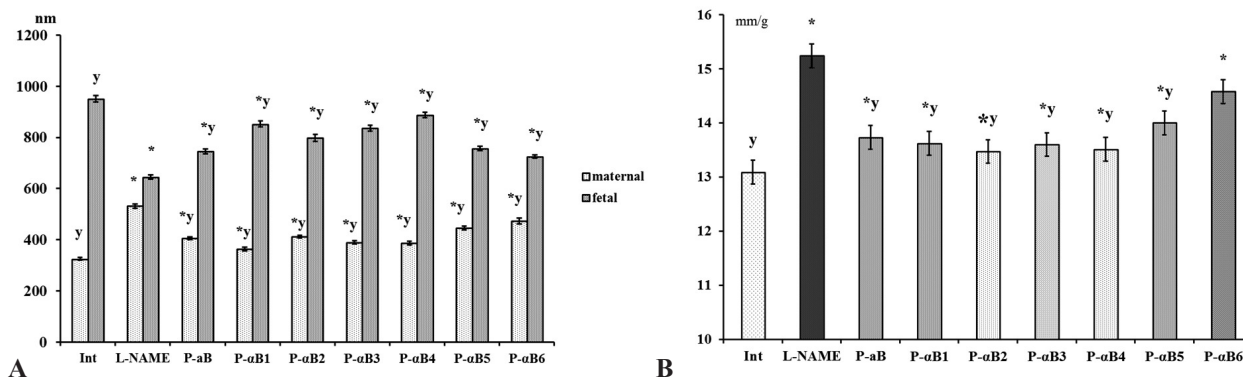 nm
1200
1000
800
600
400
200
0
y
y
*
*
*y
*y
*y
*y
*y
*y
*y
*y
*y
*y
*y
*y
*y
*y
maternal
fetal
Int L-NAME P-aB P-αB1 P-αB2 P-αB3 P-αB4 P-αB5 P-αB6
A
16
15
14
13
12
11
10
mm/g
y
*
*y
*y
*y
*y
*y
*y
*
Int L-NAME P-aB P-αB1 P-αB2 P-αB3 P-αB4 P-αB5 P-αB6
B